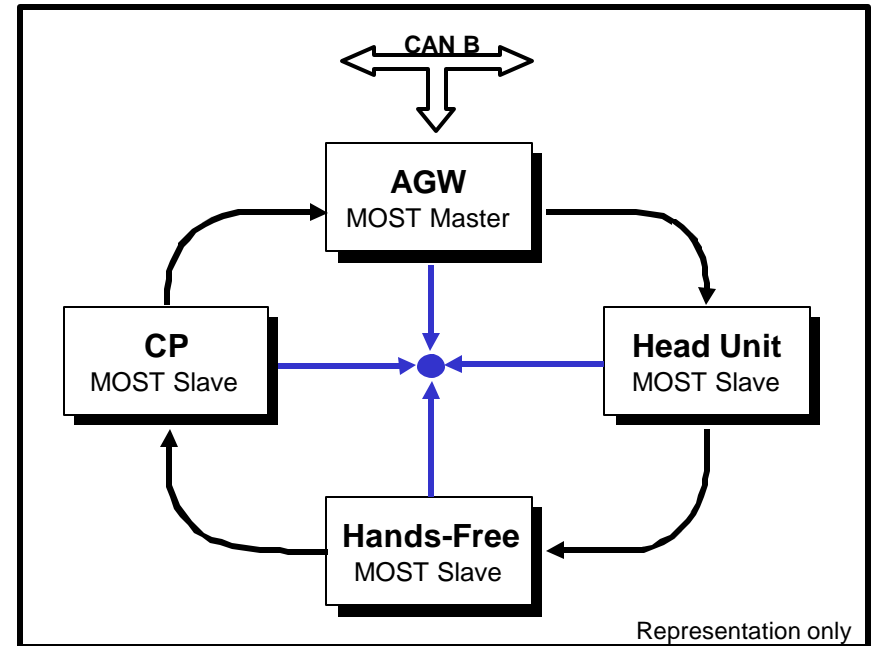 CAN B
AGW
MOST Master
CP
MOST Slave
Head Unit
MOST Slave
Hands-Free
MOST Slave
Representation only